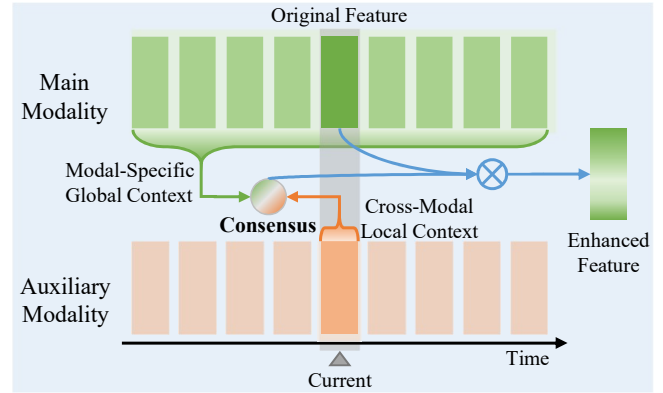 Original Feature
Main
Modality
Modal-Specific
Global Context
Consensus
Cross-Modal
Local Context
Enhanced
Feature
Auxiliary
Modality
Time
Current